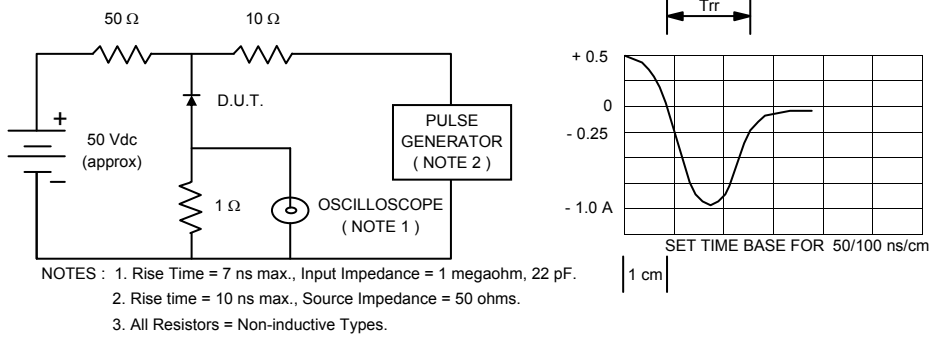 50 Ω
10 Ω
D.U.T.
+
50 Vdc
(approx)
−
1 Ω
OSCILLOSCOPE
( NOTE 1 )
PULSE
GENERATOR
( NOTE 2 )
Trr
+ 0.5
0
- 0.25
- 1.0 A
SET TIME BASE FOR 50/100 ns/cm
1 cm
NOTES : 1. Rise Time = 7 ns max., Input Impedance = 1 megaohm, 22 pF.
2. Rise time = 10 ns max., Source Impedance = 50 ohms.
3. All Resistors = Non-inductive Types.